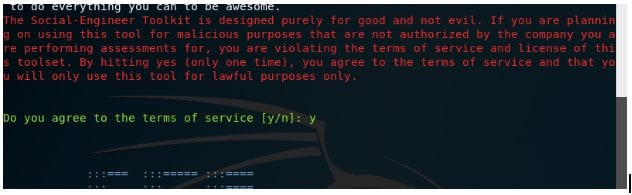 to do everything you can to be awesome.
The Social-Engineer Toolkit is designed purely for good and not evil. If you are plannin
g on using this tool for malicious purposes that are not authorized by the company you a
re performing assessments for, you are violating the terms of service and license of thi
s toolset. By hitting yes (only one time), you agree to the terms of service and that yo
u will only use this tool for lawful purposes only.
Do you agree to the terms of service [y/n]: y
:::===  :::===== :::====
:::     :::      :::====